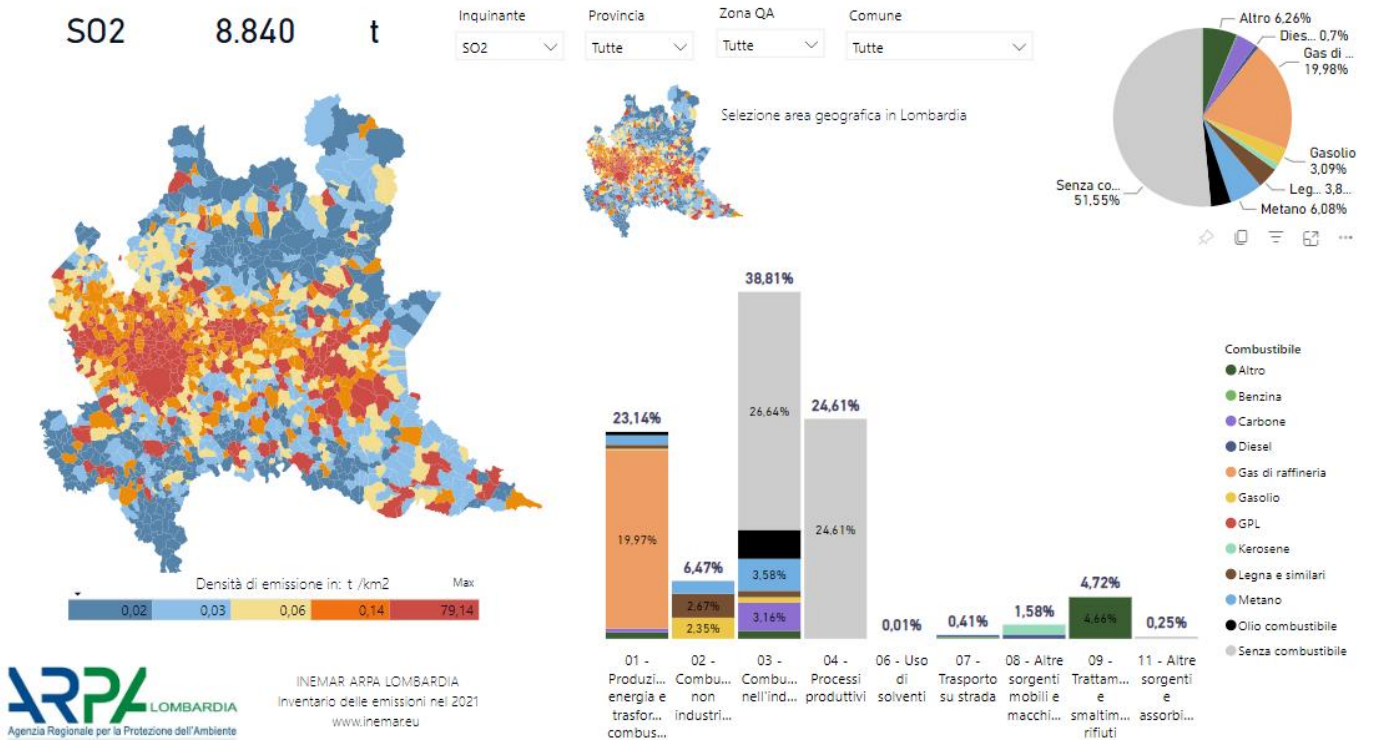 SO2 8.840 t
Inquinante Provincia Zona QA Comune
SO2 Tutte Tutte Tutte
Selezione area geografica in Lombardia
Altro 6,26%
Dies... 0,7%
Gas di ...
19,98%
Gasolio
3,09%
Leg... 3,8...
Metano 6,08%
Senza co...
51,55%
Densità di emissione in: t /km2 Max
0,02 0,03 0,06 0,14 79,14
ARPA LOMBARDIA
Agenzia Regionale per la Protezione dell'Ambiente
INEMAR ARPA LOMBARDIA
Inventario delle emissioni nel 2021
www.inemar.eu
23,14%
19,97%
6,47%
2,67%
2,35%
38,81%
26,64%
3,58%
3,16%
24,61%
24,61%
0,01%
0,41%
1,58%
4,72%
4,66%
0,25%
01 -
Produzi...
energia e
trasfor...
combus...
02 -
Combu...
non
industri...
03 -
Combu...
nell'ind...
04 -
Processi
produttivi
06 - Uso
di
solventi
07 -
Trasporto
su strada
08 - Altre
sorgenti
mobili e
macchi...
09 -
Trattam...
e
smaltim...
rifiuti
11 - Altre
sorgenti
e
assorbi...
Combustibile
Altro
Benzina
Carbone
Diesel
Gas di raffineria
Gasolio
GPL
Kerosene
Legna e similari
Metano
Olio combustibile
Senza combustibile